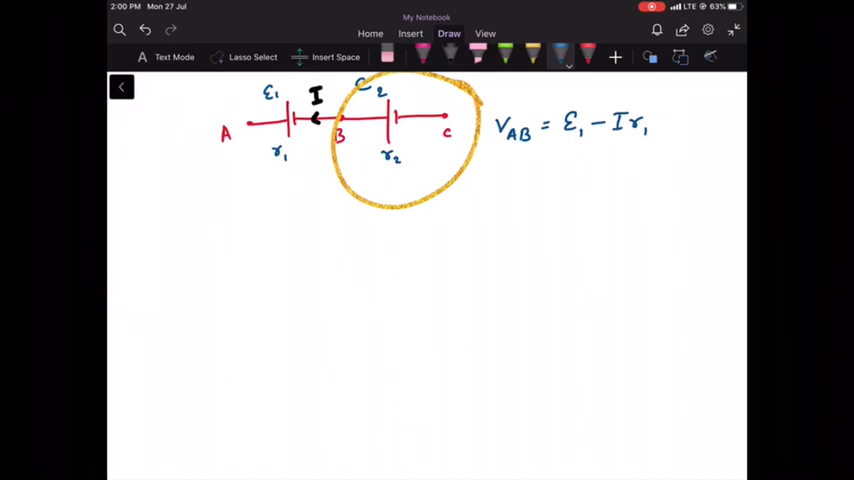 2:00 PM Mon 27 Jul
LTE 63%
My Notebook
Home Insert Draw View
Text Mode
Lasso Select
Insert Space
ε₁ I ε₂
A B C
r₁ r₂
V_AB = ε₁ - Ir₁